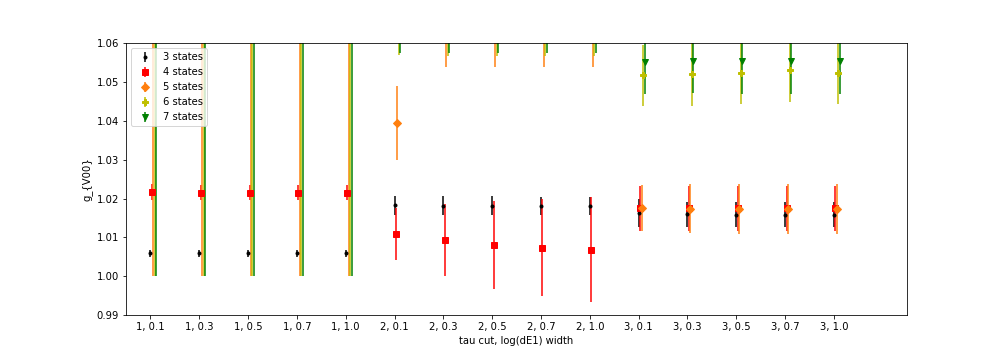 1.06
1.05
1.04
1.03
1.02
1.01
1.00
0.99
g_{V00}
3 states
4 states
5 states
6 states
7 states
1, 0.1 1, 0.3 1, 0.5 1, 0.7 1, 1.0 2, 0.1 2, 0.3 2, 0.5 2, 0.7 2, 1.0 3, 0.1 3, 0.3 3, 0.5 3, 0.7 3, 1.0
tau cut, log(dE1) width